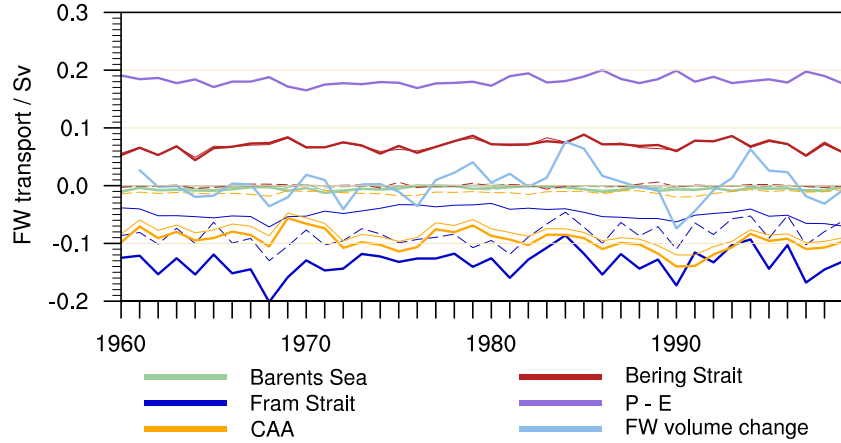 0.3
0.2
0.1
0.0
-0.1
-0.2
FW transport / Sv
1960 1970 1980 1990
Barents Sea Bering Strait
Fram Strait P - E
CAA FW volume change